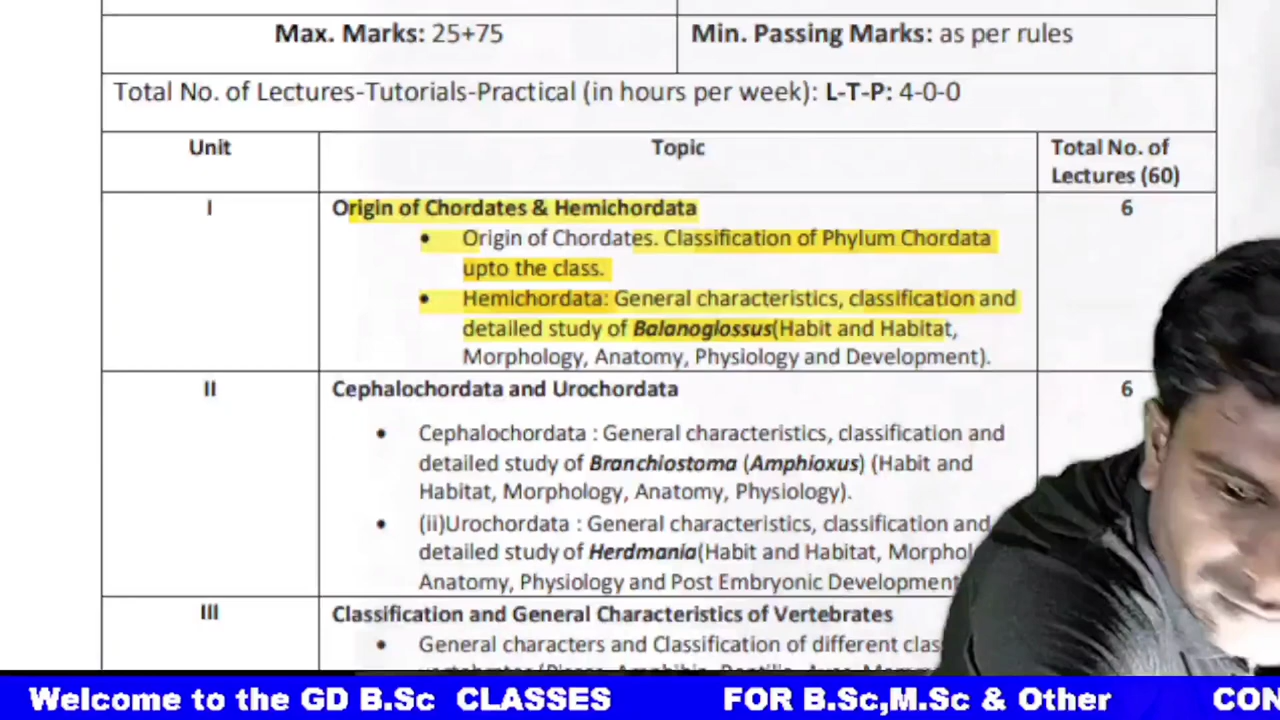 Max. Marks: 25+75
Min. Passing Marks: as per rules
Total No. of Lectures-Tutorials-Practical (in hours per week): L-T-P: 4-0-0
Unit
Topic
Total No. of
Lectures (60)
I
Origin of Chordates & Hemichordata
6
• Origin of Chordates. Classification of Phylum Chordata
upto the class.
• Hemichordata: General characteristics, classification and
detailed study of Balanoglossus(Habit and Habitat,
Morphology, Anatomy, Physiology and Development).
II
Cephalochordata and Urochordata
6
• Cephalochordata : General characteristics, classification and
detailed study of Branchiostoma (Amphioxus) (Habit and
Habitat, Morphology, Anatomy, Physiology).
• (ii)Urochordata : General characteristics, classification and
detailed study of Herdmania(Habit and Habitat, Morphol
Anatomy, Physiology and Post Embryonic Development
III
Classification and General Characteristics of Vertebrates
• General characters and Classification of different clas
Welcome to the GD B.Sc CLASSES FOR B.Sc,M.Sc & Other CON